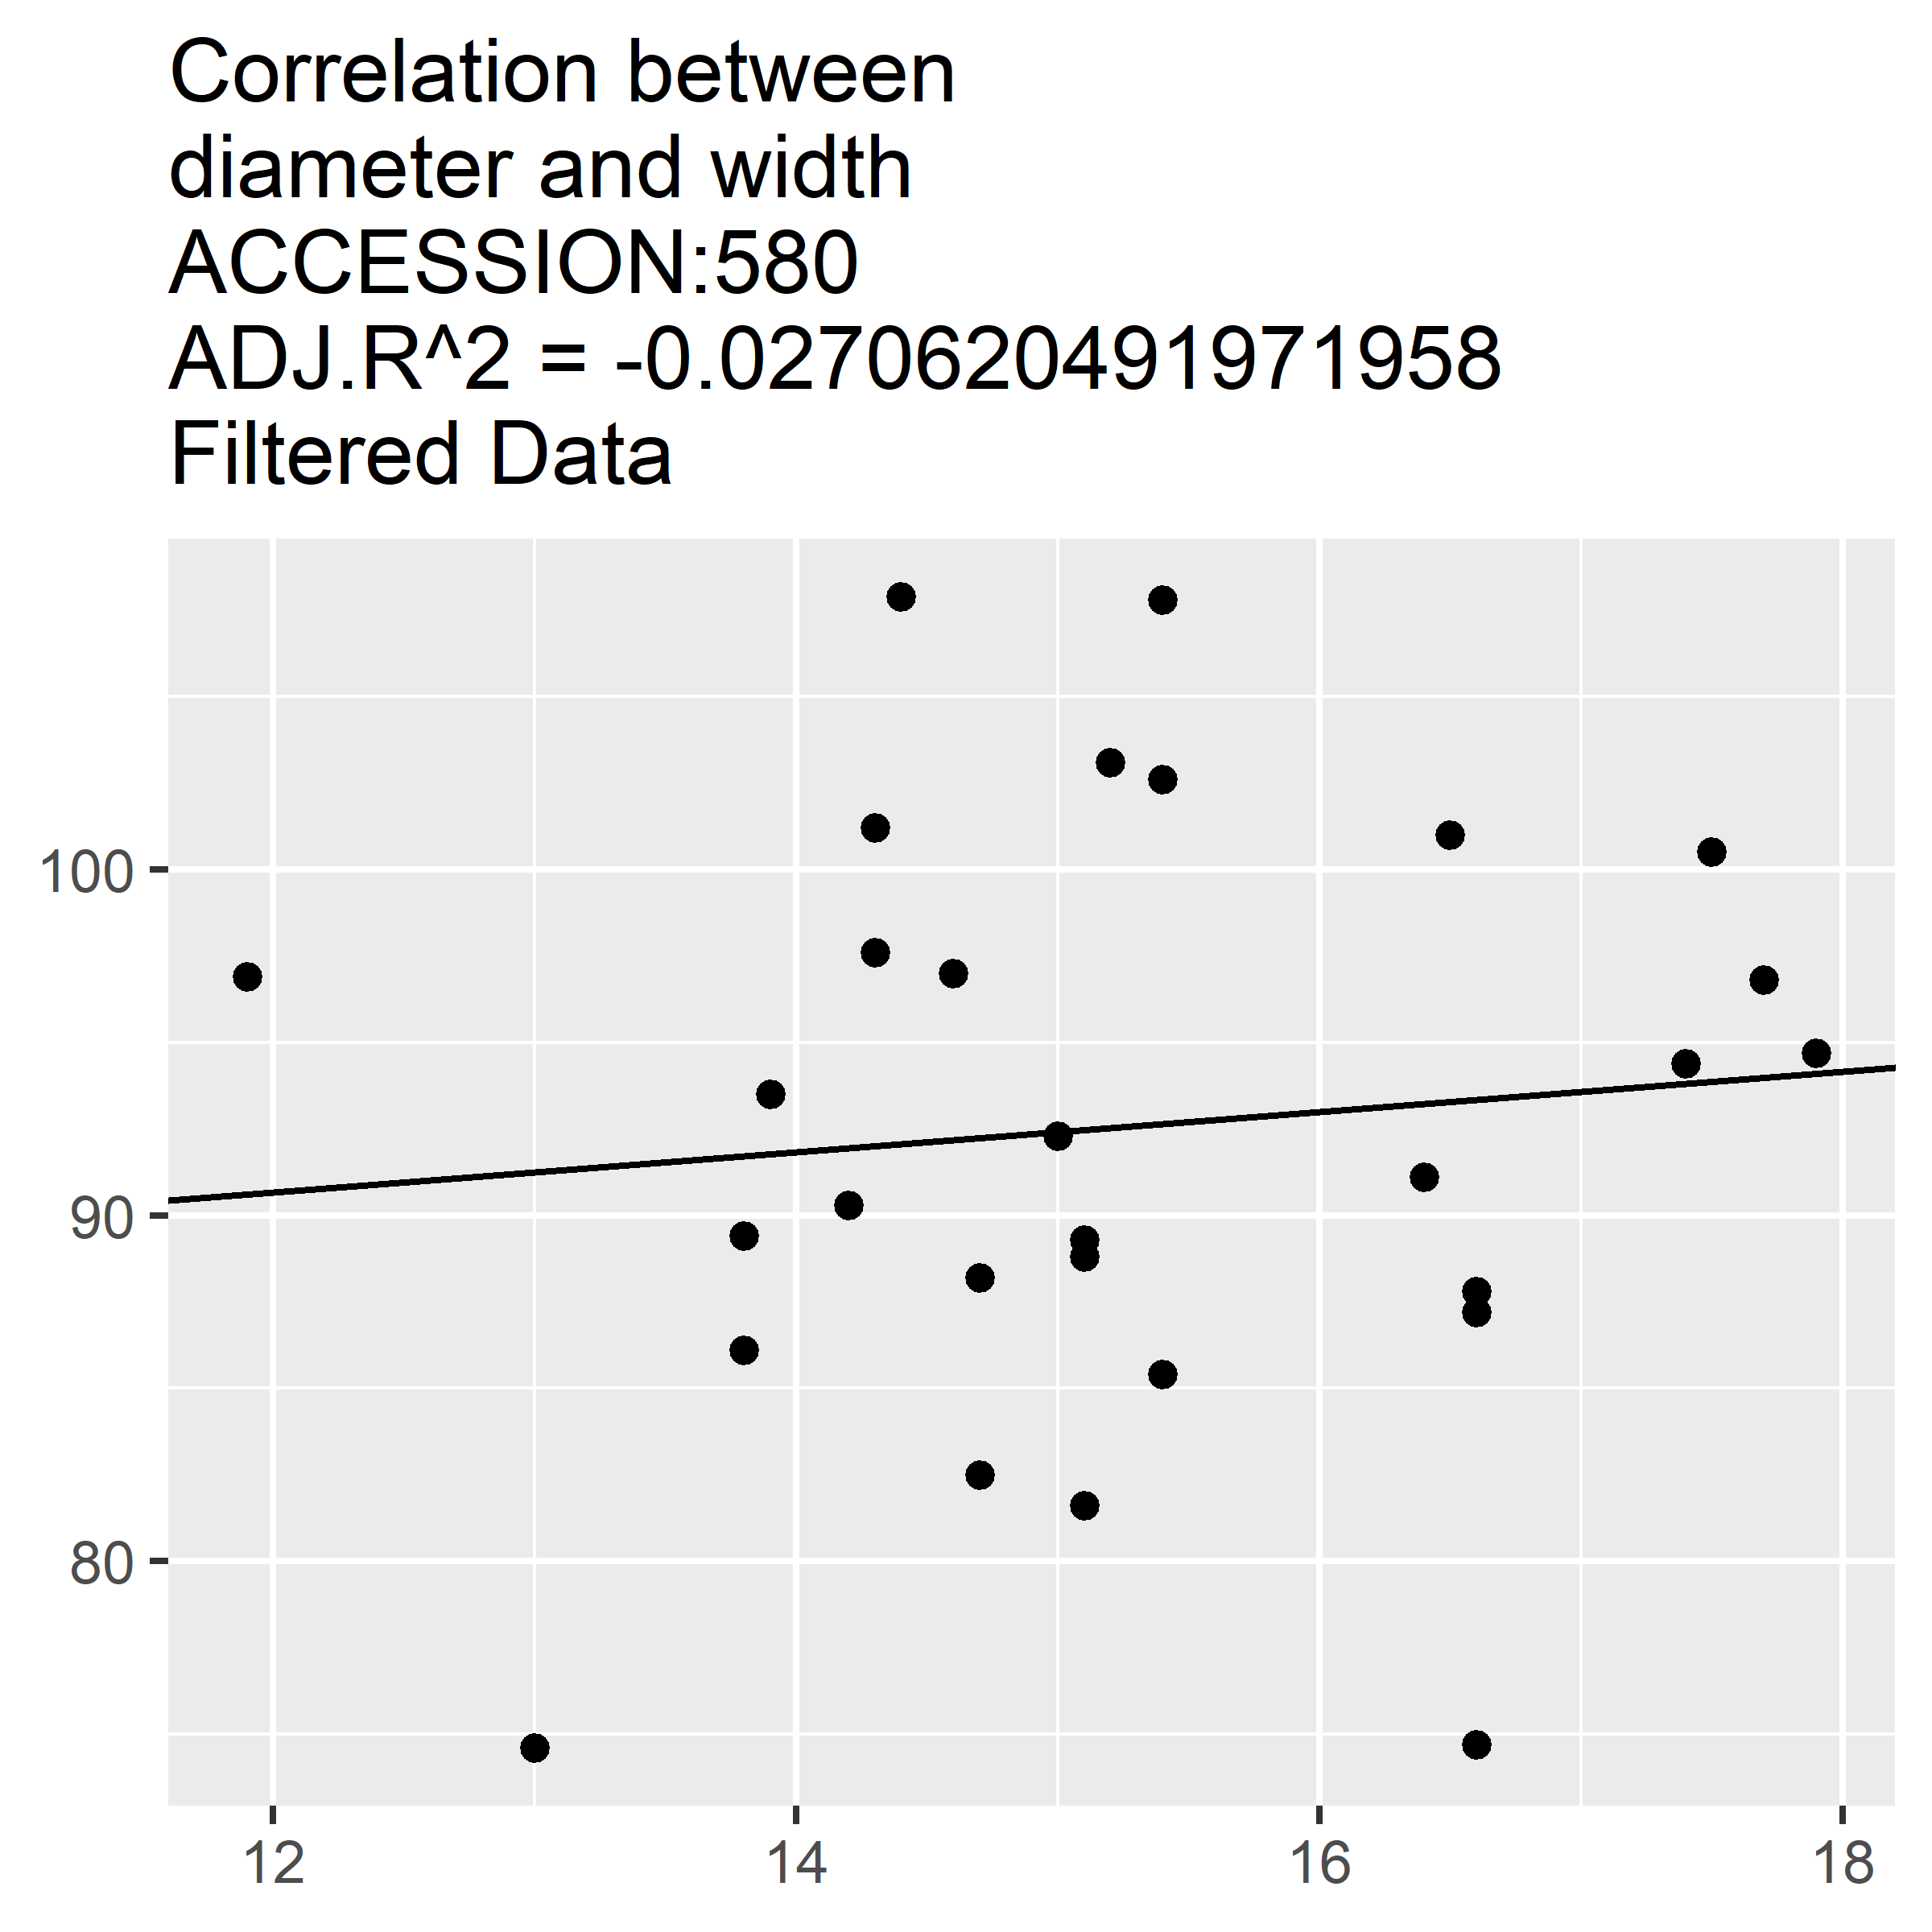 Correlation between
diameter and width
ACCESSION:580
ADJ.R^2 = -0.0270620491971958
Filtered Data
100
90
80
12 14 16 18